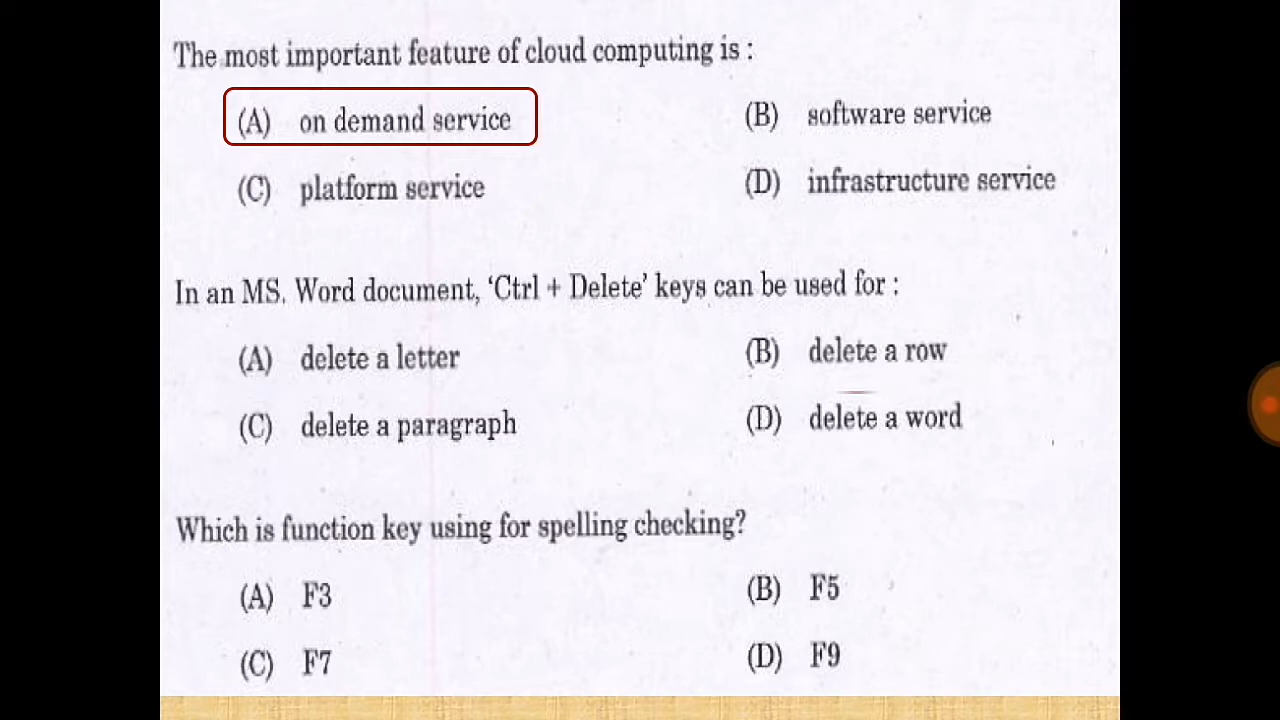 The most important feature of cloud computing is :
(A) on demand service (B) software service
(C) platform service (D) infrastructure service
In an MS. Word document, ‘Ctrl + Delete’ keys can be used for :
(A) delete a letter (B) delete a row
(C) delete a paragraph (D) delete a word
Which is function key using for spelling checking?
(A) F3 (B) F5
(C) F7 (D) F9